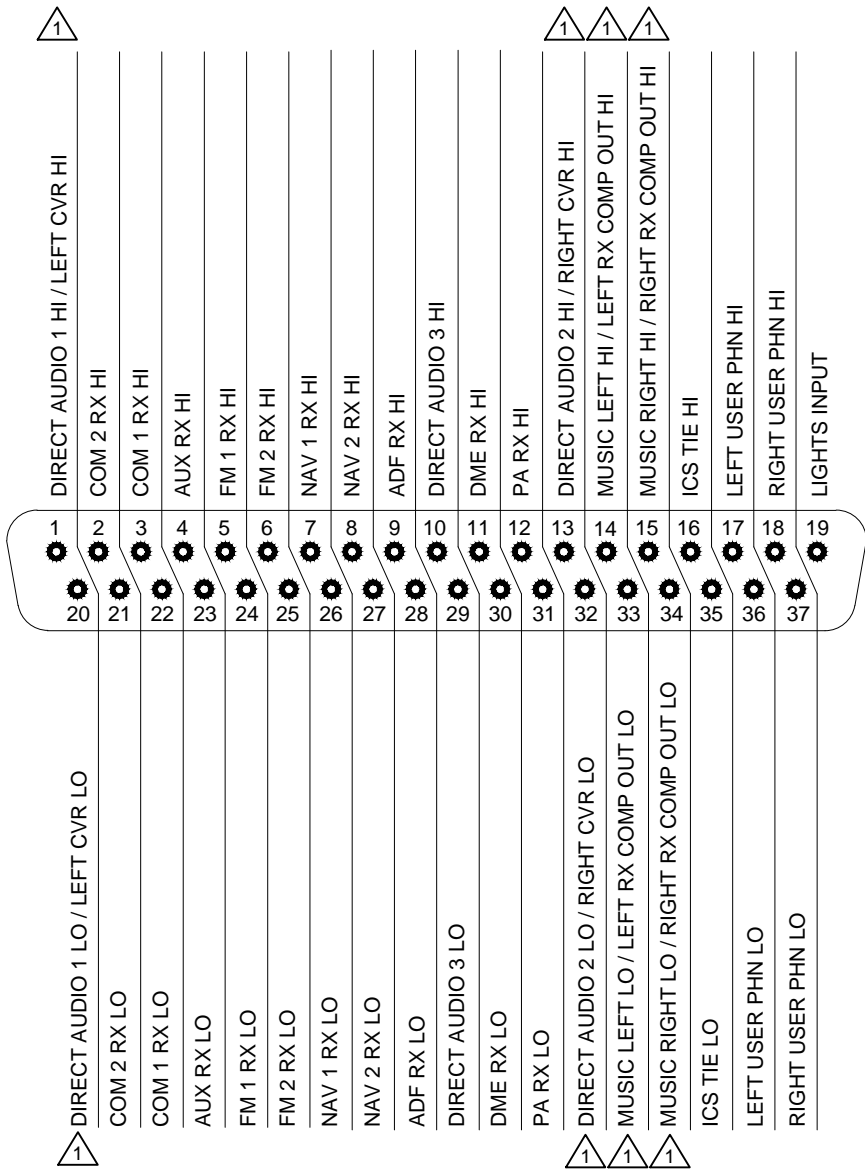 1 1 1 1
DIRECT AUDIO 1 HI / LEFT CVR HI
COM 2 RX HI
COM 1 RX HI
AUX RX HI
FM 1 RX HI
FM 2 RX HI
NAV 1 RX HI
NAV 2 RX HI
ADF RX HI
DIRECT AUDIO 3 HI
DME RX HI
PA RX HI
DIRECT AUDIO 2 HI / RIGHT CVR HI
MUSIC LEFT HI / LEFT RX COMP OUT HI
MUSIC RIGHT HI / RIGHT RX COMP OUT HI
ICS TIE HI
LEFT USER PHN HI
RIGHT USER PHN HI
LIGHTS INPUT
1 2 3 4 5 6 7 8 9 10 11 12 13 14 15 16 17 18 19
20 21 22 23 24 25 26 27 28 29 30 31 32 33 34 35 36 37
DIRECT AUDIO 1 LO / LEFT CVR LO
COM 2 RX LO
COM 1 RX LO
AUX RX LO
FM 1 RX LO
FM 2 RX LO
NAV 1 RX LO
NAV 2 RX LO
ADF RX LO
DIRECT AUDIO 3 LO
DME RX LO
PA RX LO
DIRECT AUDIO 2 LO / RIGHT CVR LO
MUSIC LEFT LO / LEFT RX COMP OUT LO
MUSIC RIGHT LO / RIGHT RX COMP OUT LO
ICS TIE LO
LEFT USER PHN LO
RIGHT USER PHN LO
1 1 1 1